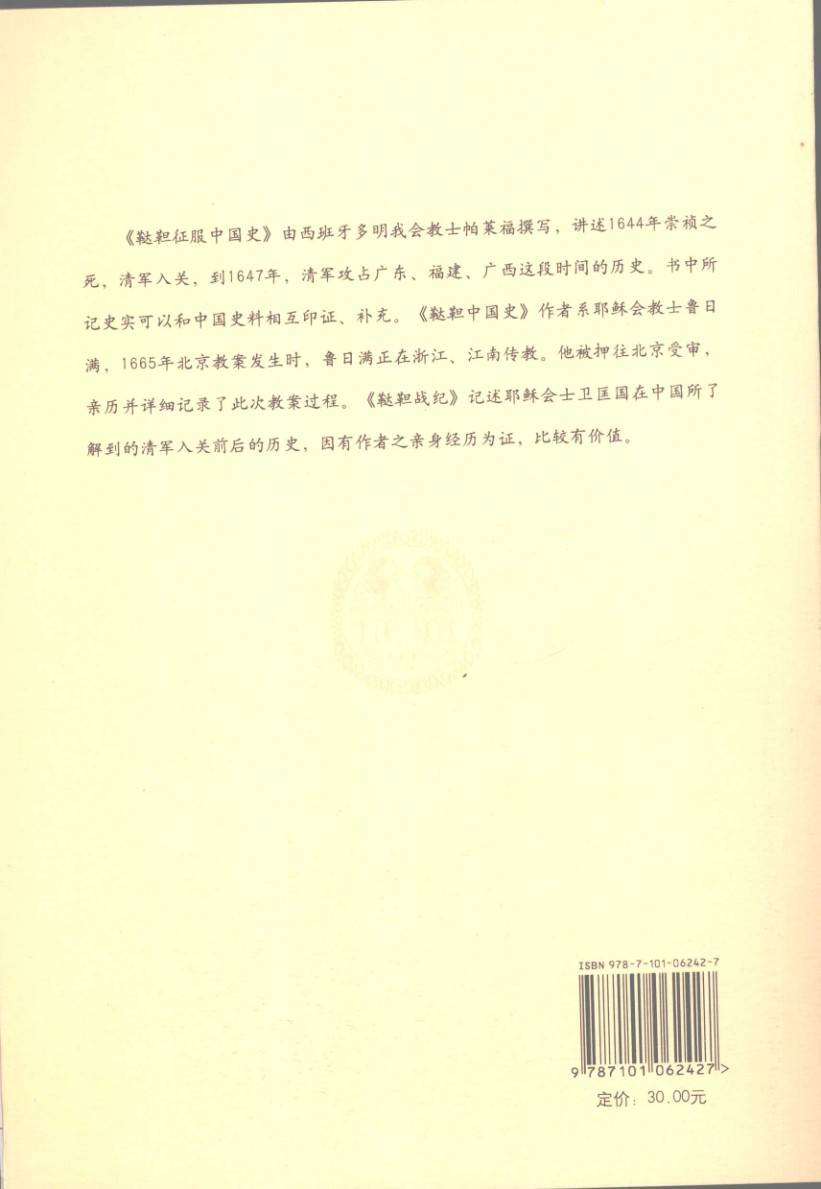 《鞑靼征服中国史》由西班牙多明我会教士帕莱福撰写，讲述1644年崇祯之
死，清军入关，到1647年，清军攻占广东、福建、广西这段时间的历史。书中所
记史实可以和中国史料相互印证、补充。《鞑靼中国史》作者系耶稣会教士鲁日
满，1665年北京教案发生时，鲁日满正在浙江、江南传教。他被押往北京受审，
亲历并详细记录了此次教案过程。《鞑靼战纪》记述耶稣会士卫匡国在中国所了
解到的清军入关前后的历史，因有作者之亲身经历为证，比较有价值。
ISBN 978-7-101-06242-7
9 787101 062427 >
定价：30.00元